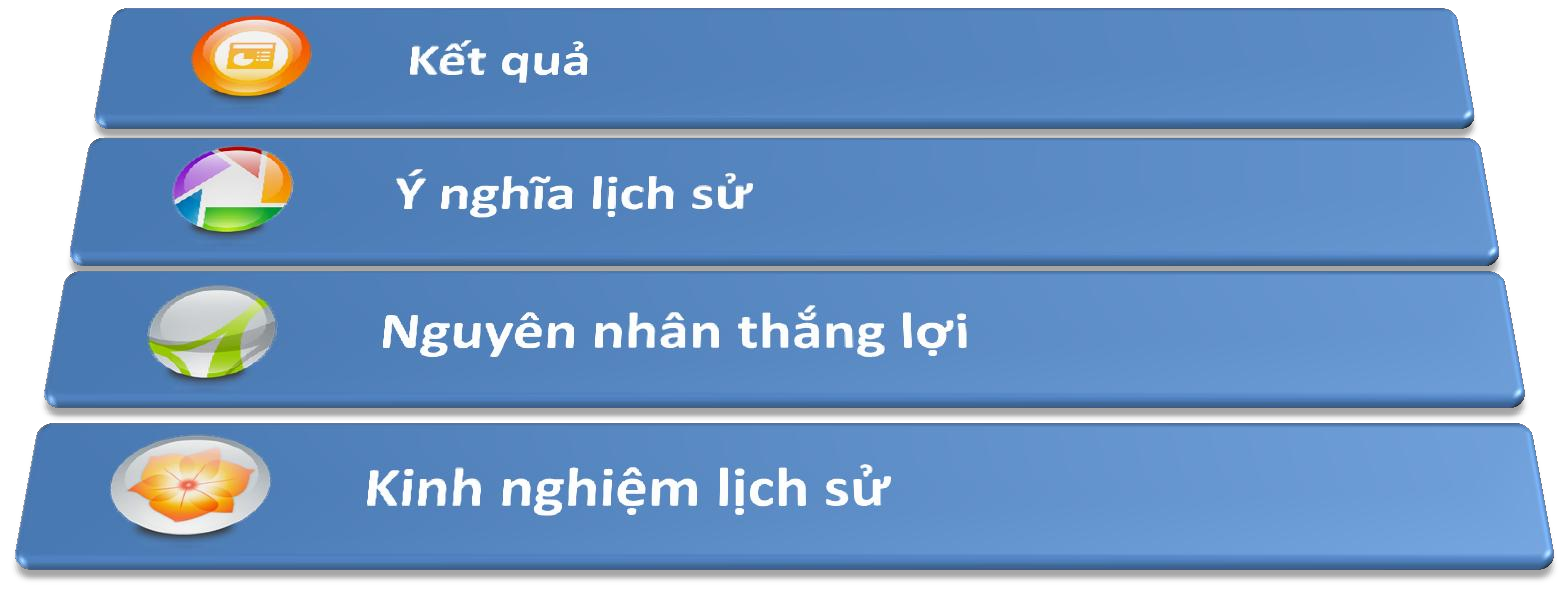 Kết quả
Ý nghĩa lịch sử
Nguyên nhân thắng lợi
Kinh nghiệm lịch sử